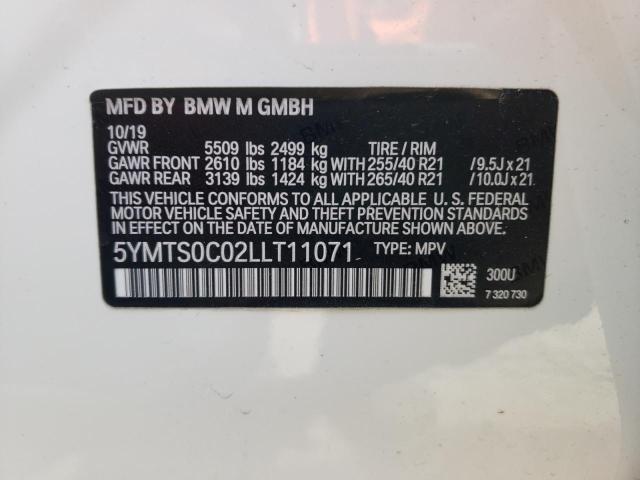 MFD BY BMW M GMBH
10/19
GVWR 5509 lbs 2499 kg TIRE / RIM
GAWR FRONT 2610 lbs 1184 kg WITH 255/40 R21 / 9.5J x 21
GAWR REAR 3139 lbs 1424 kg WITH 265/40 R21 / 10.0J x 21
THIS VEHICLE CONFORMS TO ALL APPLICABLE U. S. FEDERAL
MOTOR VEHICLE SAFETY, BUMPER, AND THEFT PREVENTION
STANDARDS IN EFFECT ON THE DATE OF MANUFACTURE SHOWN ABOVE.
5YMTS0C02LLT11071 TYPE: MPV
300U
7 320 730